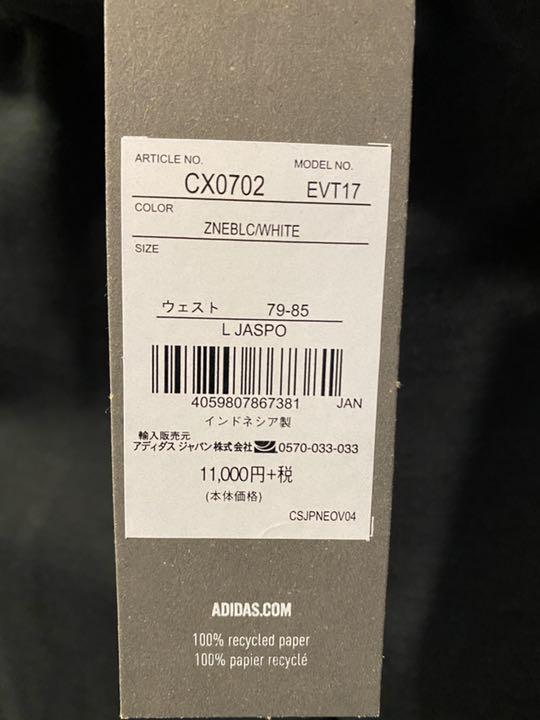 ARTICLE NO.
MODEL NO.
CX0702
EVT17
COLOR
ZNEBLC/WHITE
SIZE
ウェスト 79-85
L JASPO
4059807867381 JAN
インドネシア製
輸入販売元
アディダス ジャパン株式会社 0570-033-033
11,000円+税
(本体価格)
CSJPNEOV04
ADIDAS.COM
100% recycled paper
100% papier recyclé